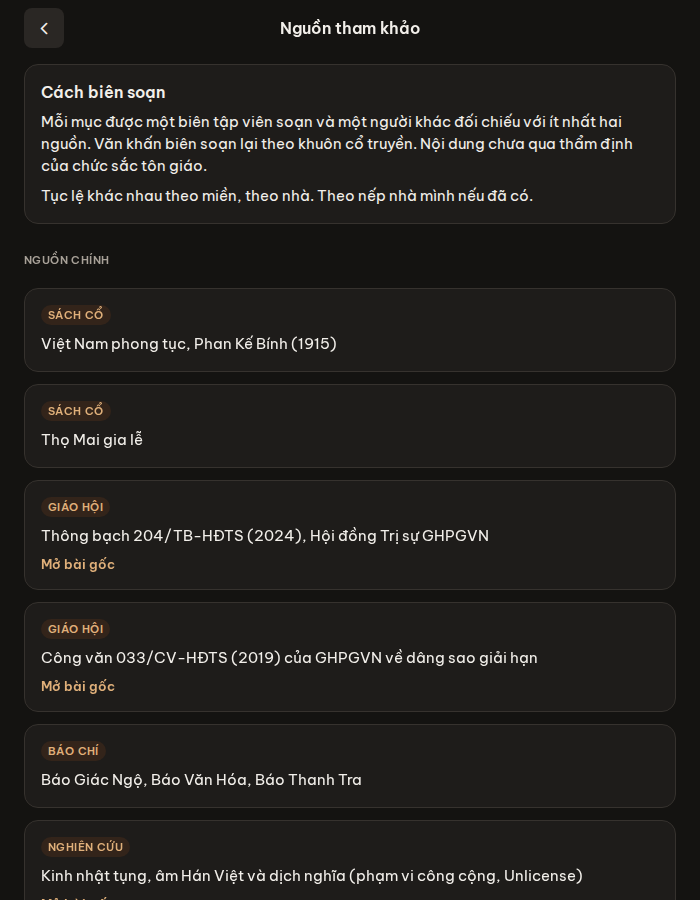 Nguồn tham khảo
Cách biên soạn
Mỗi mục được một biên tập viên soạn và một người khác đối chiếu với ít nhất hai
nguồn. Văn khấn biên soạn lại theo khuôn cổ truyền. Nội dung chưa qua thẩm định
của chức sắc tôn giáo.
Tục lệ khác nhau theo miền, theo nhà. Theo nếp nhà mình nếu đã có.
NGUỒN CHÍNH
SÁCH CỔ
Việt Nam phong tục, Phan Kế Bính (1915)
SÁCH CỔ
Thọ Mai gia lễ
GIÁO HỘI
Thông bạch 204/TB-HĐTS (2024), Hội đồng Trị sự GHPGVN
Mở bài gốc
GIÁO HỘI
Công văn 033/CV-HĐTS (2019) của GHPGVN về dâng sao giải hạn
Mở bài gốc
BÁO CHÍ
Báo Giác Ngộ, Báo Văn Hóa, Báo Thanh Tra
NGHIÊN CỨU
Kinh nhật tụng, âm Hán Việt và dịch nghĩa (phạm vi công cộng, Unlicense)